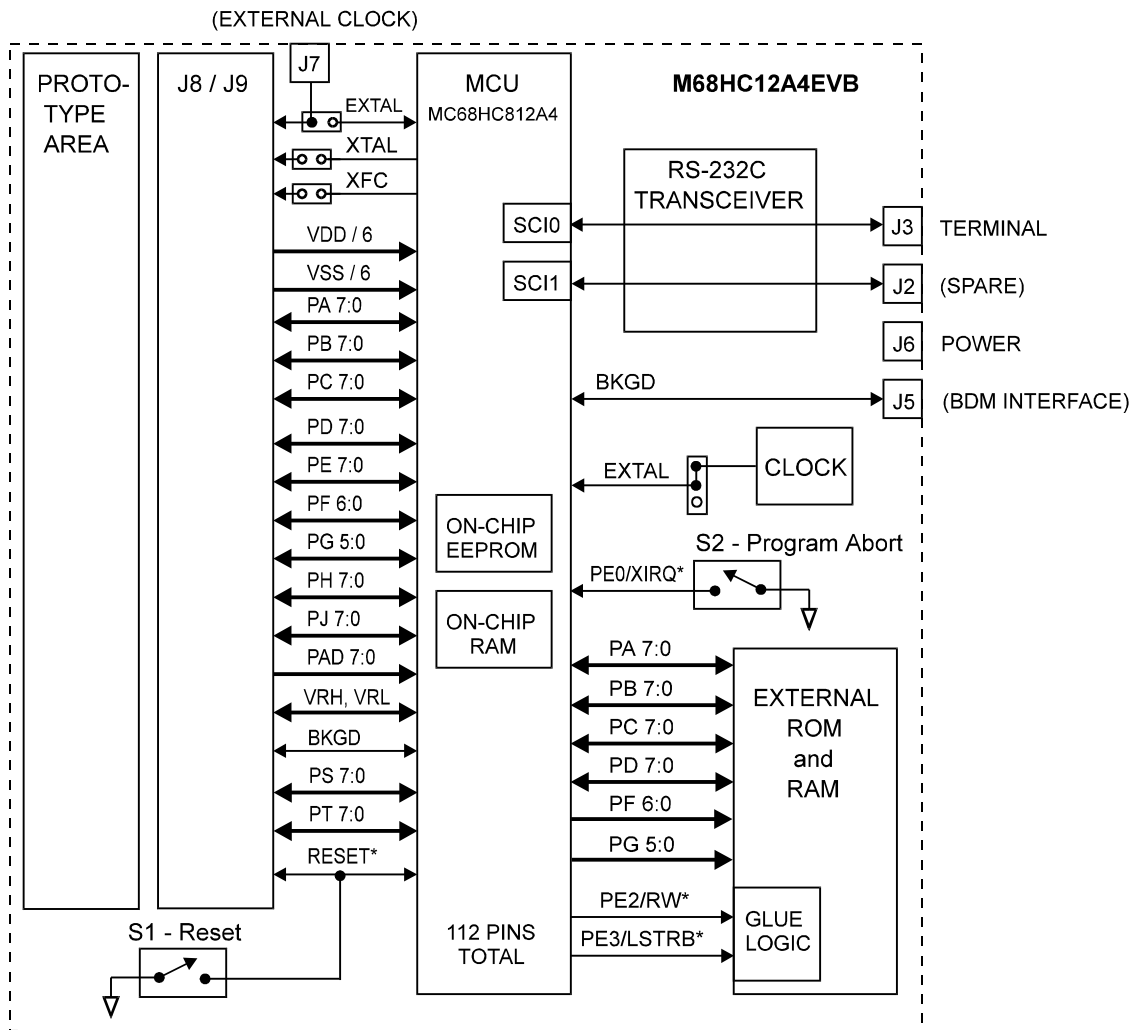 (EXTERNAL CLOCK)
PROTO-
TYPE
AREA
J8 / J9
J7
EXTAL
XTAL
XFC
VDD / 6
VSS / 6
PA 7:0
PB 7:0
PC 7:0
PD 7:0
PE 7:0
PF 6:0
PG 5:0
PH 7:0
PJ 7:0
PAD 7:0
VRH, VRL
BKGD
PS 7:0
PT 7:0
RESET*
S1 - Reset
MCU
MC68HC812A4
SCI0
SCI1
ON-CHIP
EEPROM
ON-CHIP
RAM
112 PINS
TOTAL
M68HC12A4EVB
RS-232C
TRANSCEIVER
J3
TERMINAL
J2
(SPARE)
J6
POWER
BKGD
J5
(BDM INTERFACE)
EXTAL
CLOCK
S2 - Program Abort
PE0/XIRQ*
PA 7:0
PB 7:0
PC 7:0
PD 7:0
PF 6:0
PG 5:0
PE2/RW*
PE3/LSTRB*
EXTERNAL
ROM
and
RAM
GLUE
LOGIC